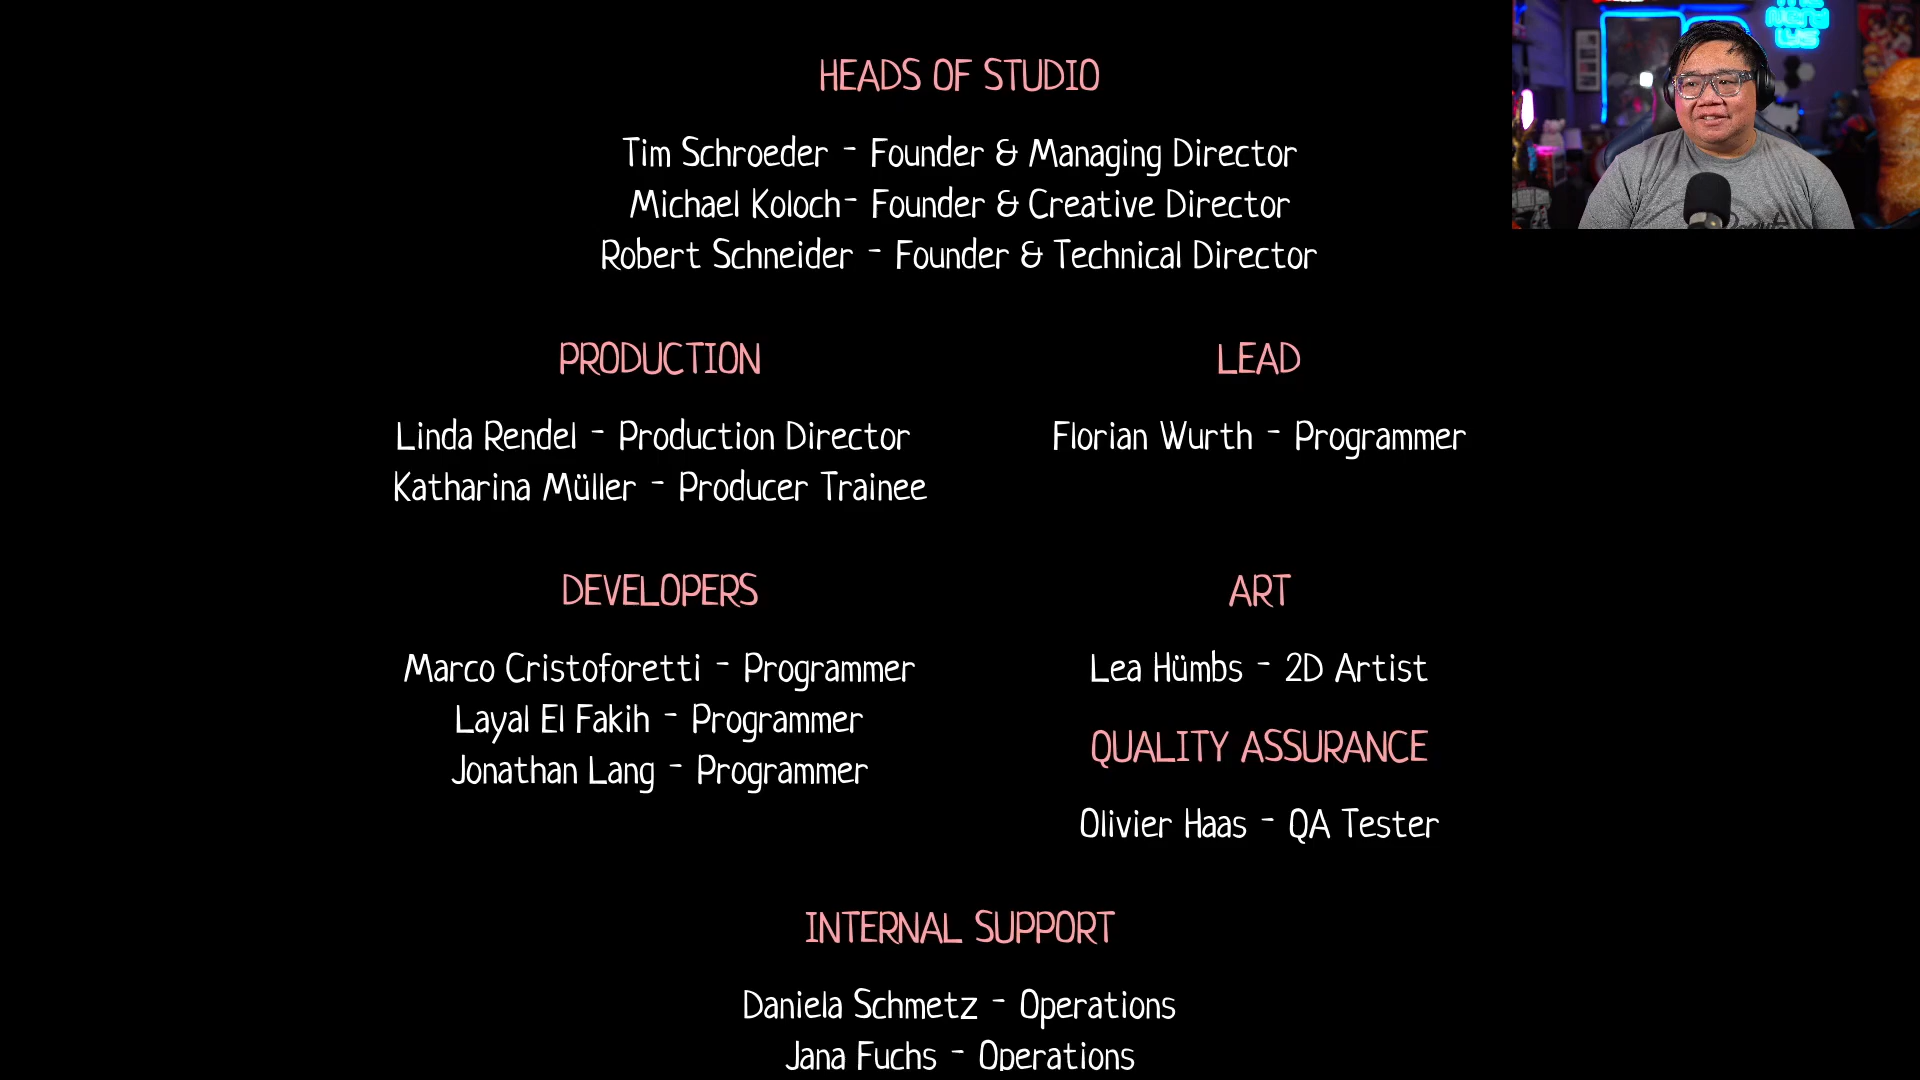 HEADS OF STUDIO
Tim Schroeder - Founder & Managing Director
Michael Koloch- Founder & Creative Director
Robert Schneider - Founder & Technical Director
PRODUCTION
Linda Rendel - Production Director
Katharina Müller - Producer Trainee
LEAD
Florian Wurth - Programmer
DEVELOPERS
Marco Cristoforetti - Programmer
Layal El Fakih - Programmer
Jonathan Lang - Programmer
ART
Lea Hümbs - 2D Artist
QUALITY ASSURANCE
Olivier Haas - QA Tester
INTERNAL SUPPORT
Daniela Schmetz - Operations
Jana Fuchs - Operations